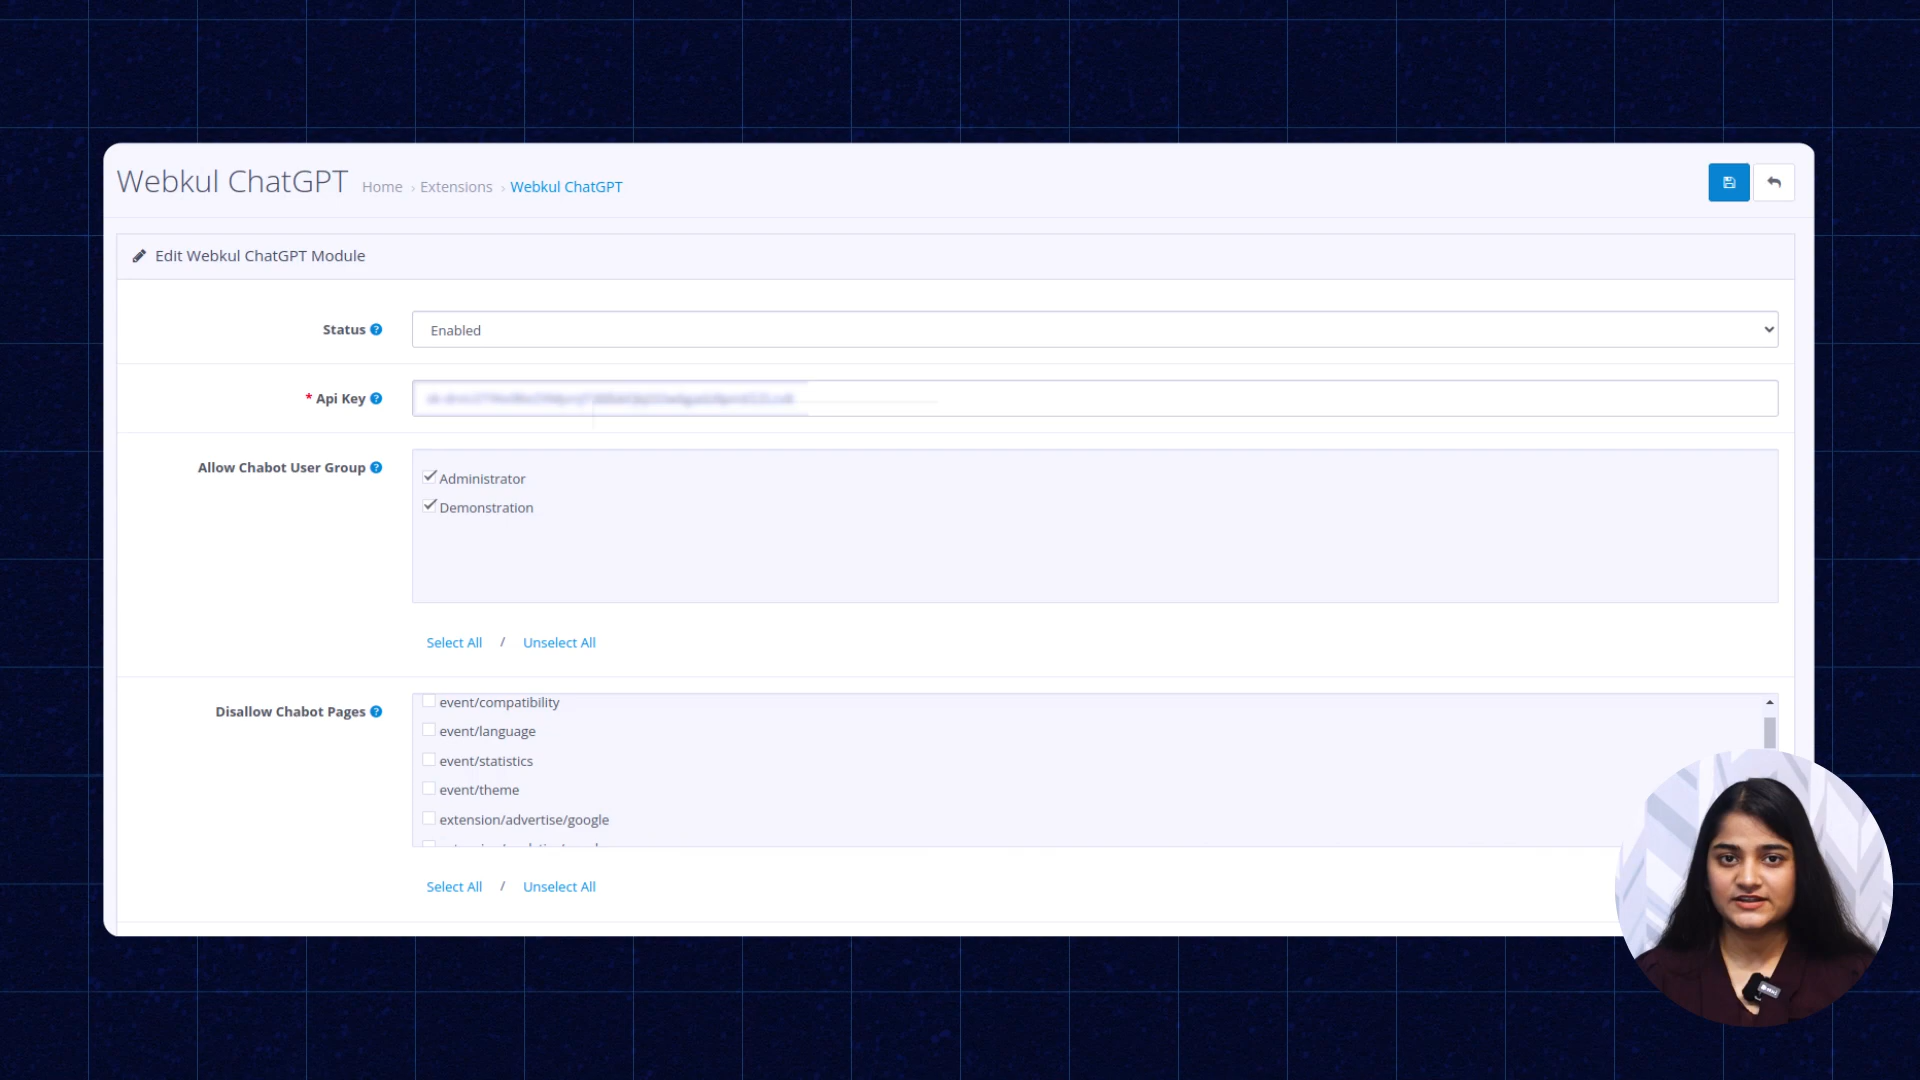 Webkul ChatGPT Home › Extensions › Webkul ChatGPT
Edit Webkul ChatGPT Module
Status
Enabled
* Api Key
Allow Chabot User Group
Administrator
Demonstration
Select All / Unselect All
Disallow Chabot Pages
event/compatibility
event/language
event/statistics
event/theme
extension/advertise/google
Select All / Unselect All